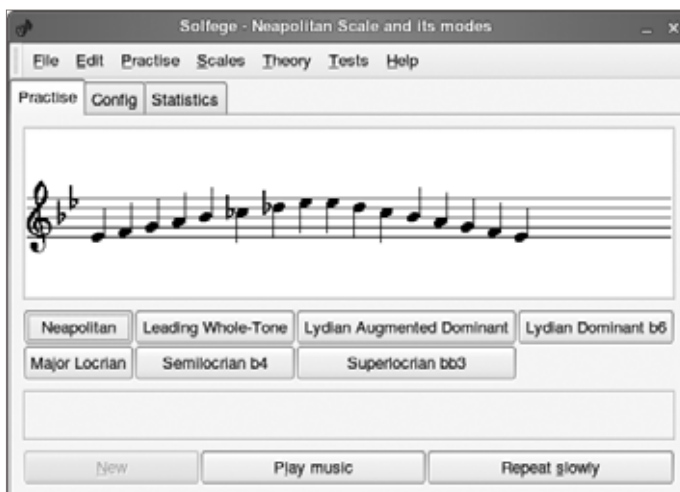 Solfege - Neapolitan Scale and its modes
File Edit Practise Scales Theory Tests Help
Practise Config Statistics
Neapolitan Leading Whole-Tone Lydian Augmented Dominant Lydian Dominant b6
Major Locrian Semilocrian b4 Superlocrian bb3
New Play music Repeat slowly